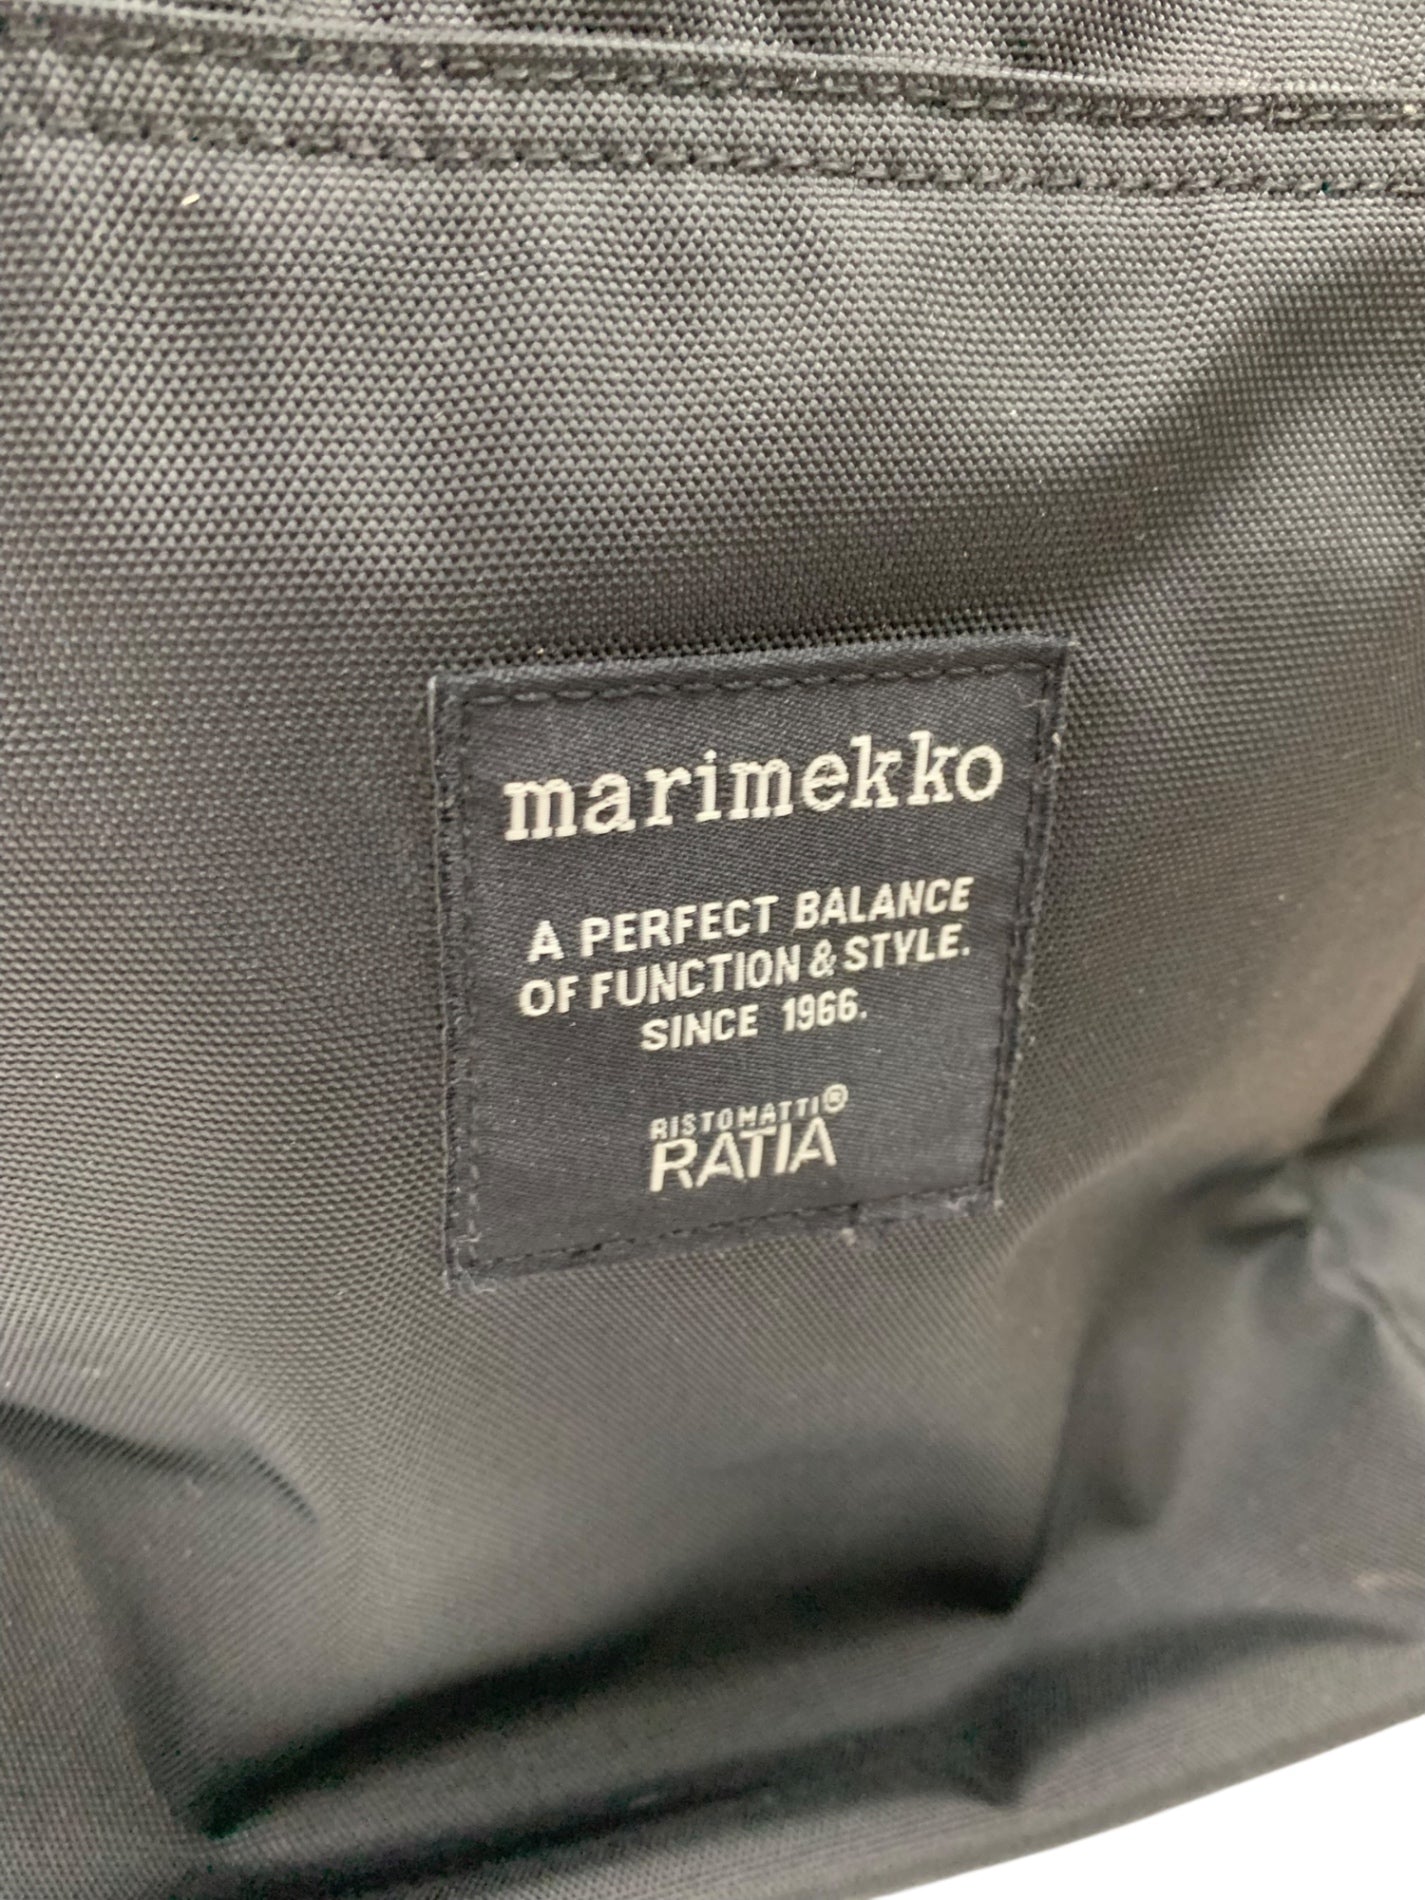 marimekko
A PERFECT BALANCE
OF FUNCTION & STYLE.
SINCE 1966.
RISTOMATTI®
RATIA